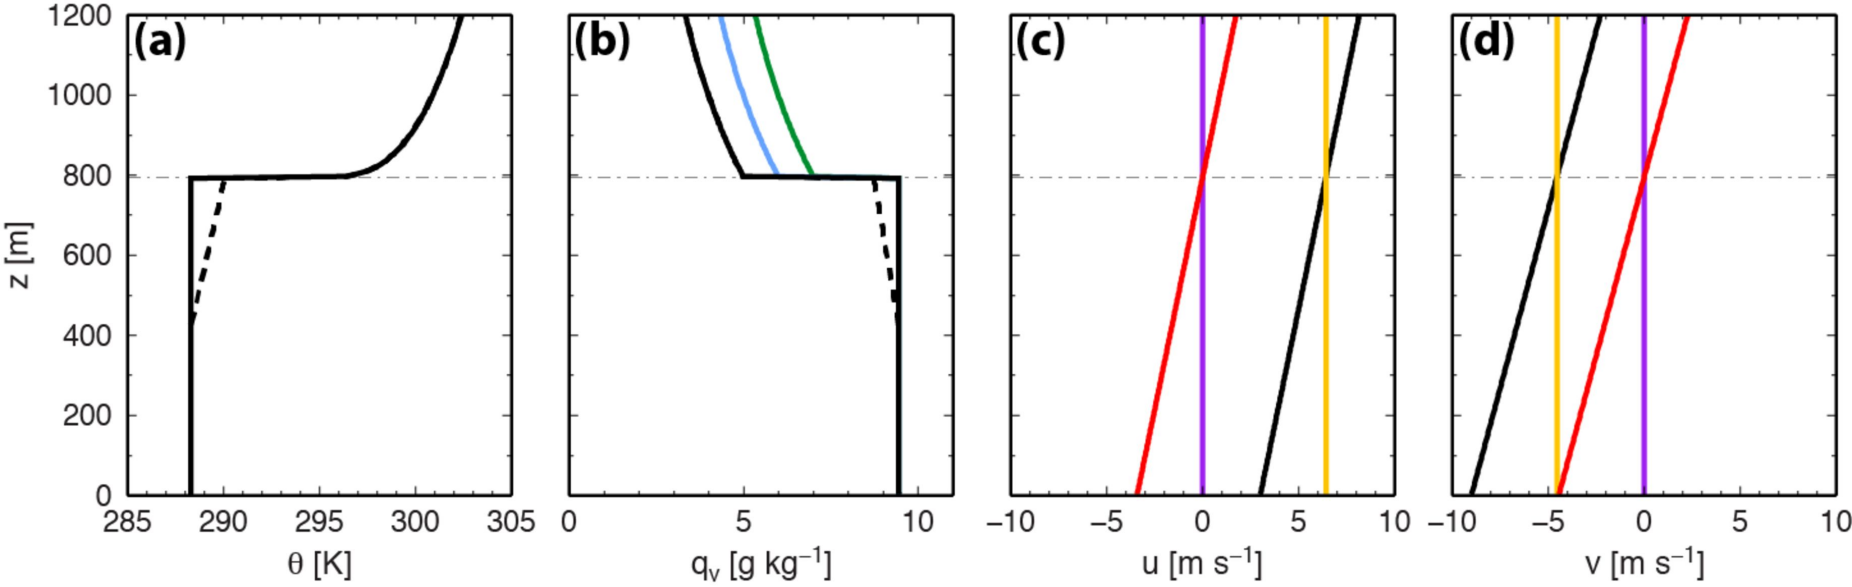 (a) (b) (c) (d)
1200
1000
800
600
400
200
0
z [m]
285 290 295 300 305
0 5 10
−10 −5 0 5 10
−10 −5 0 5 10
θ [K]
qᵥ [g kg⁻¹]
u [m s⁻¹]
v [m s⁻¹]